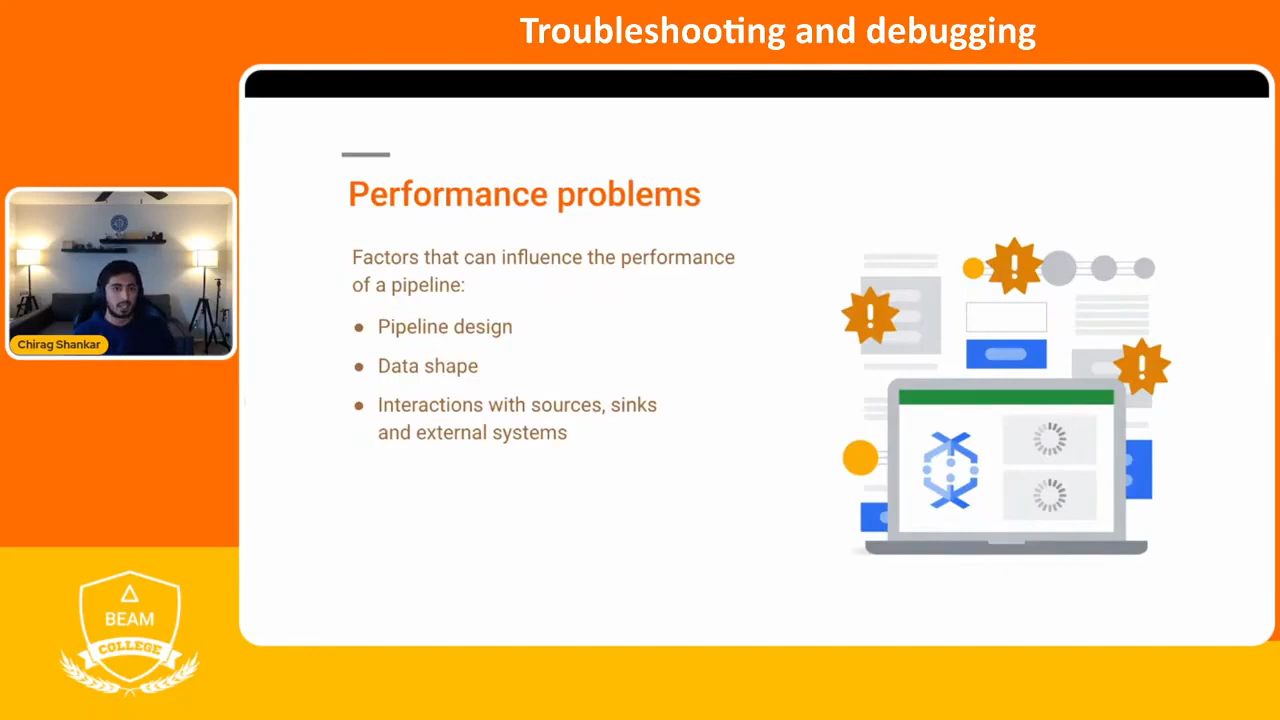 Troubleshooting and debugging
Performance problems
Factors that can influence the performance
of a pipeline:
● Pipeline design
● Data shape
● Interactions with sources, sinks
and external systems
Chirag Shankar
BEAM
COLLEGE